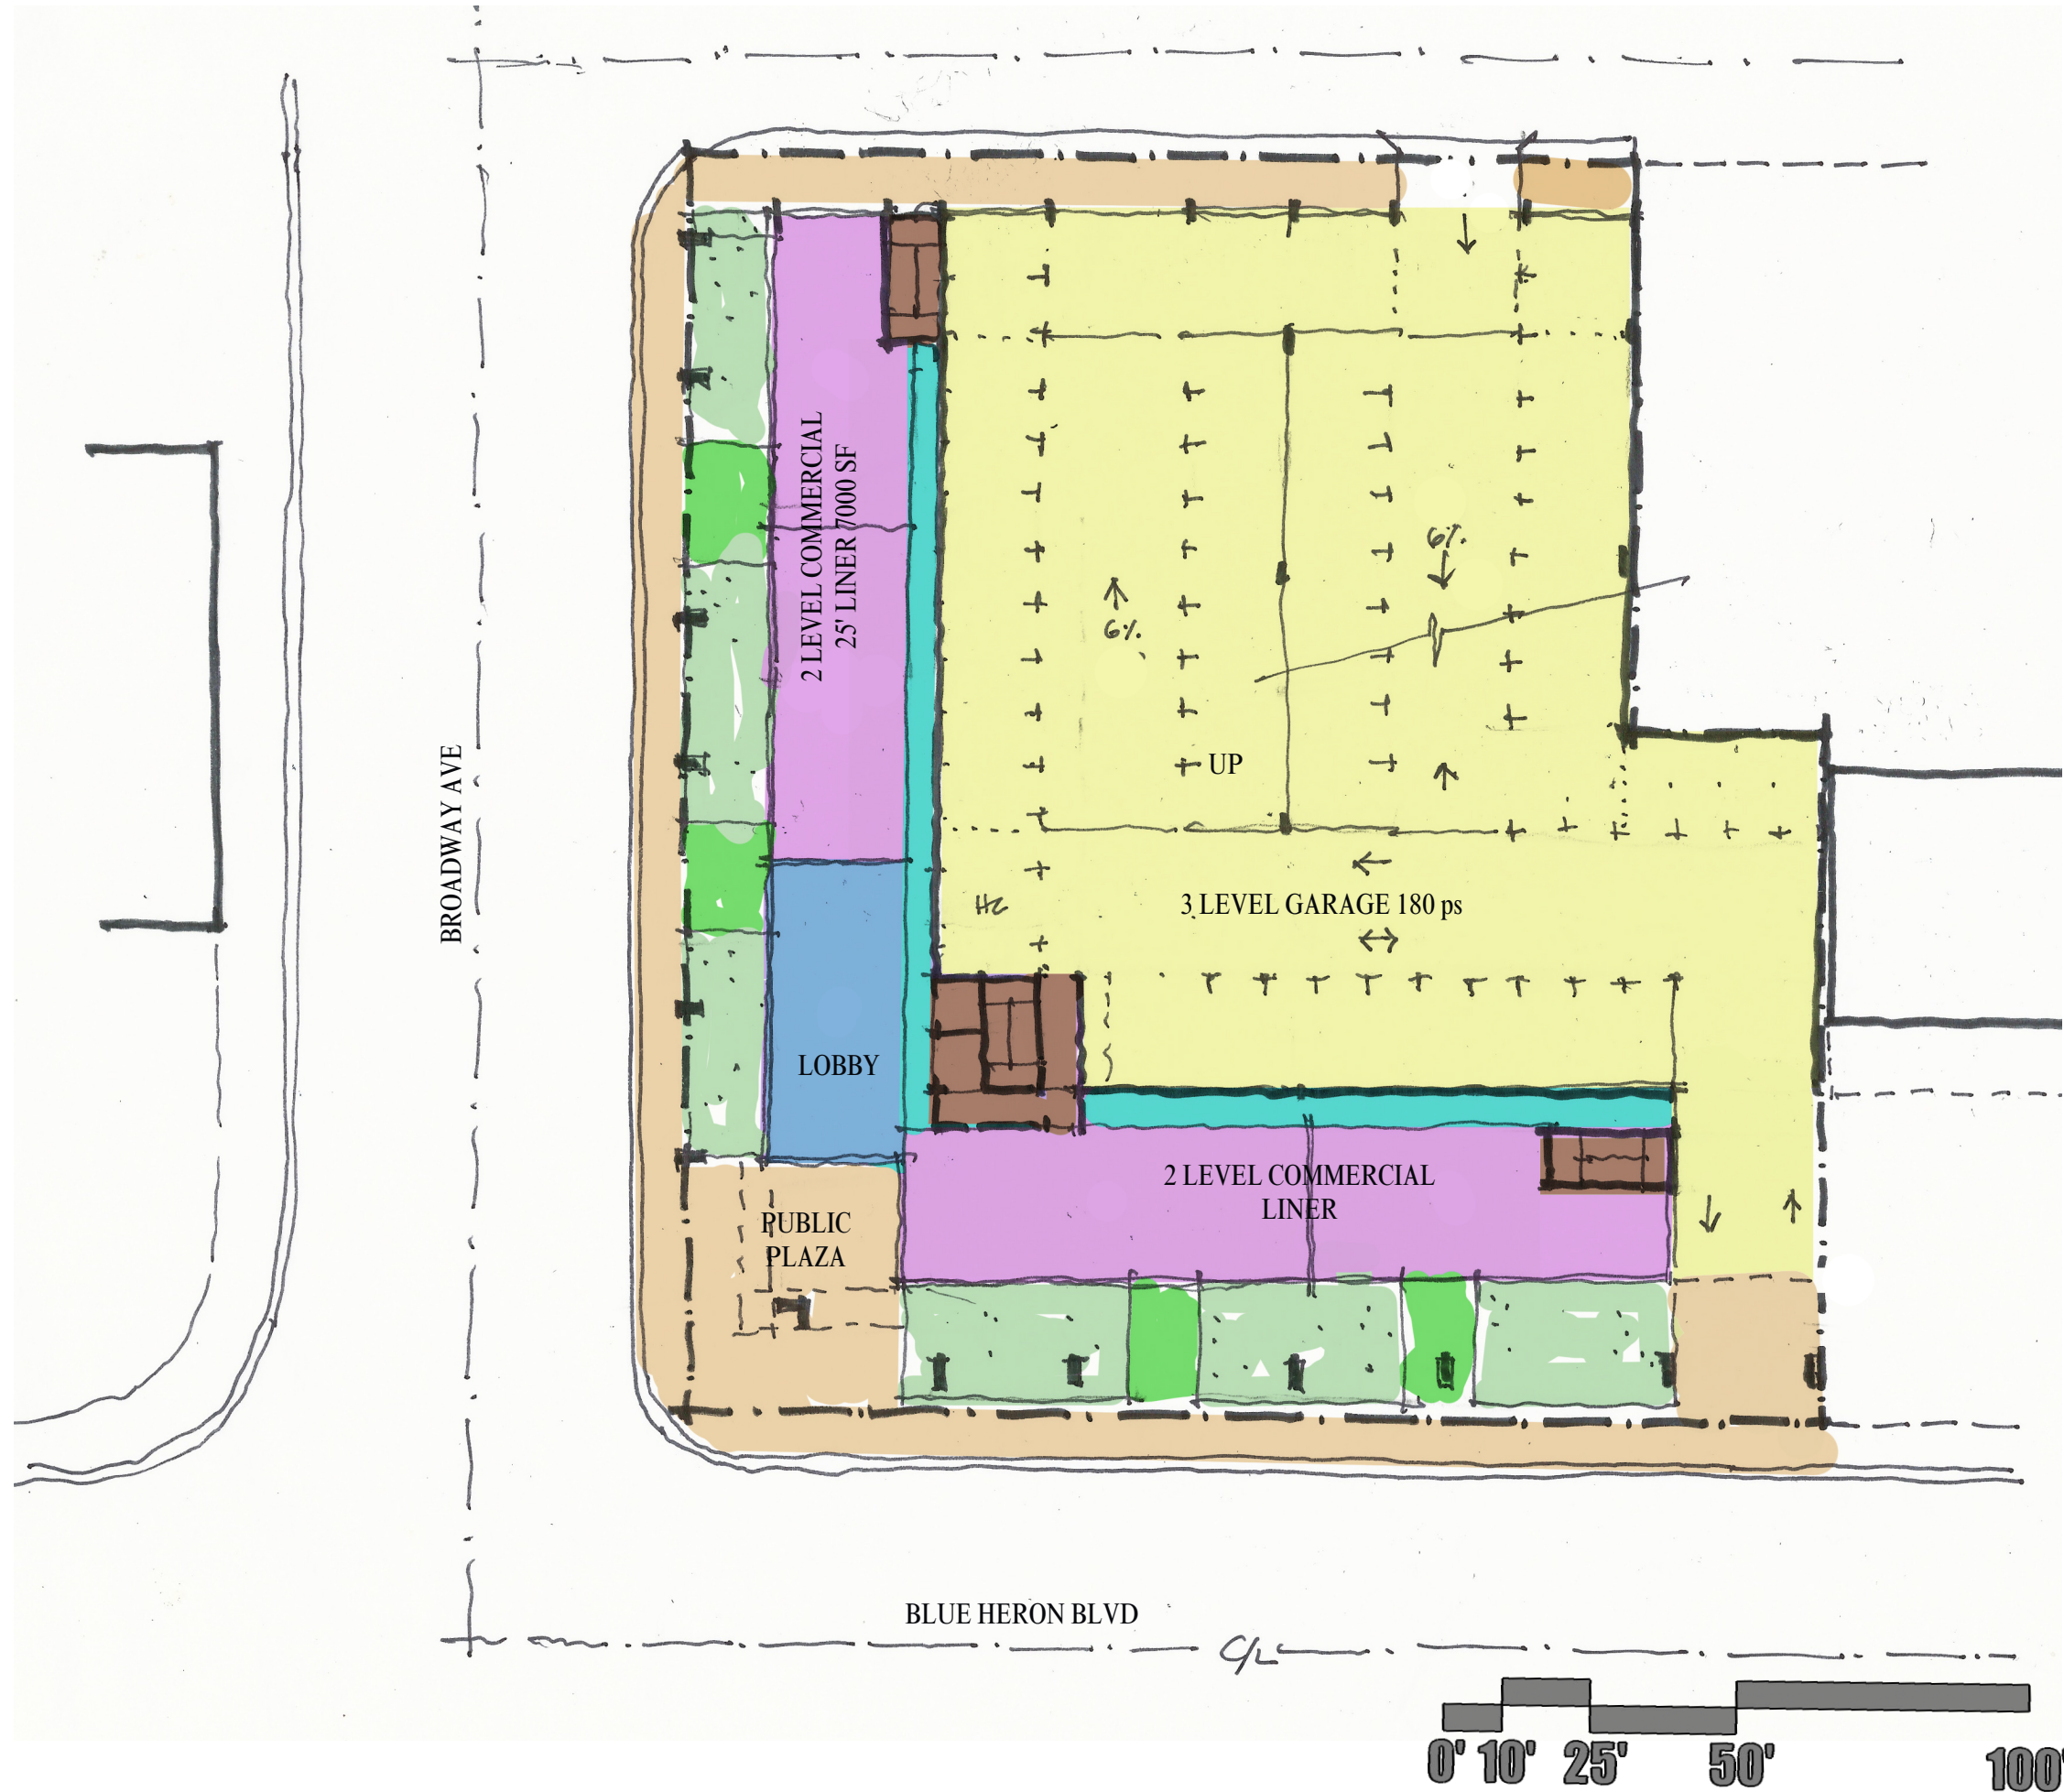 2 LEVEL COMMERCIAL
25' LINER 7000 SF
6%
6%
UP
BROADWAY AVE
HC
3 LEVEL GARAGE 180 ps
LOBBY
2 LEVEL COMMERCIAL
LINER
PUBLIC
PLAZA
BLUE HERON BLVD
C/L
0' 10' 25' 50' 100'